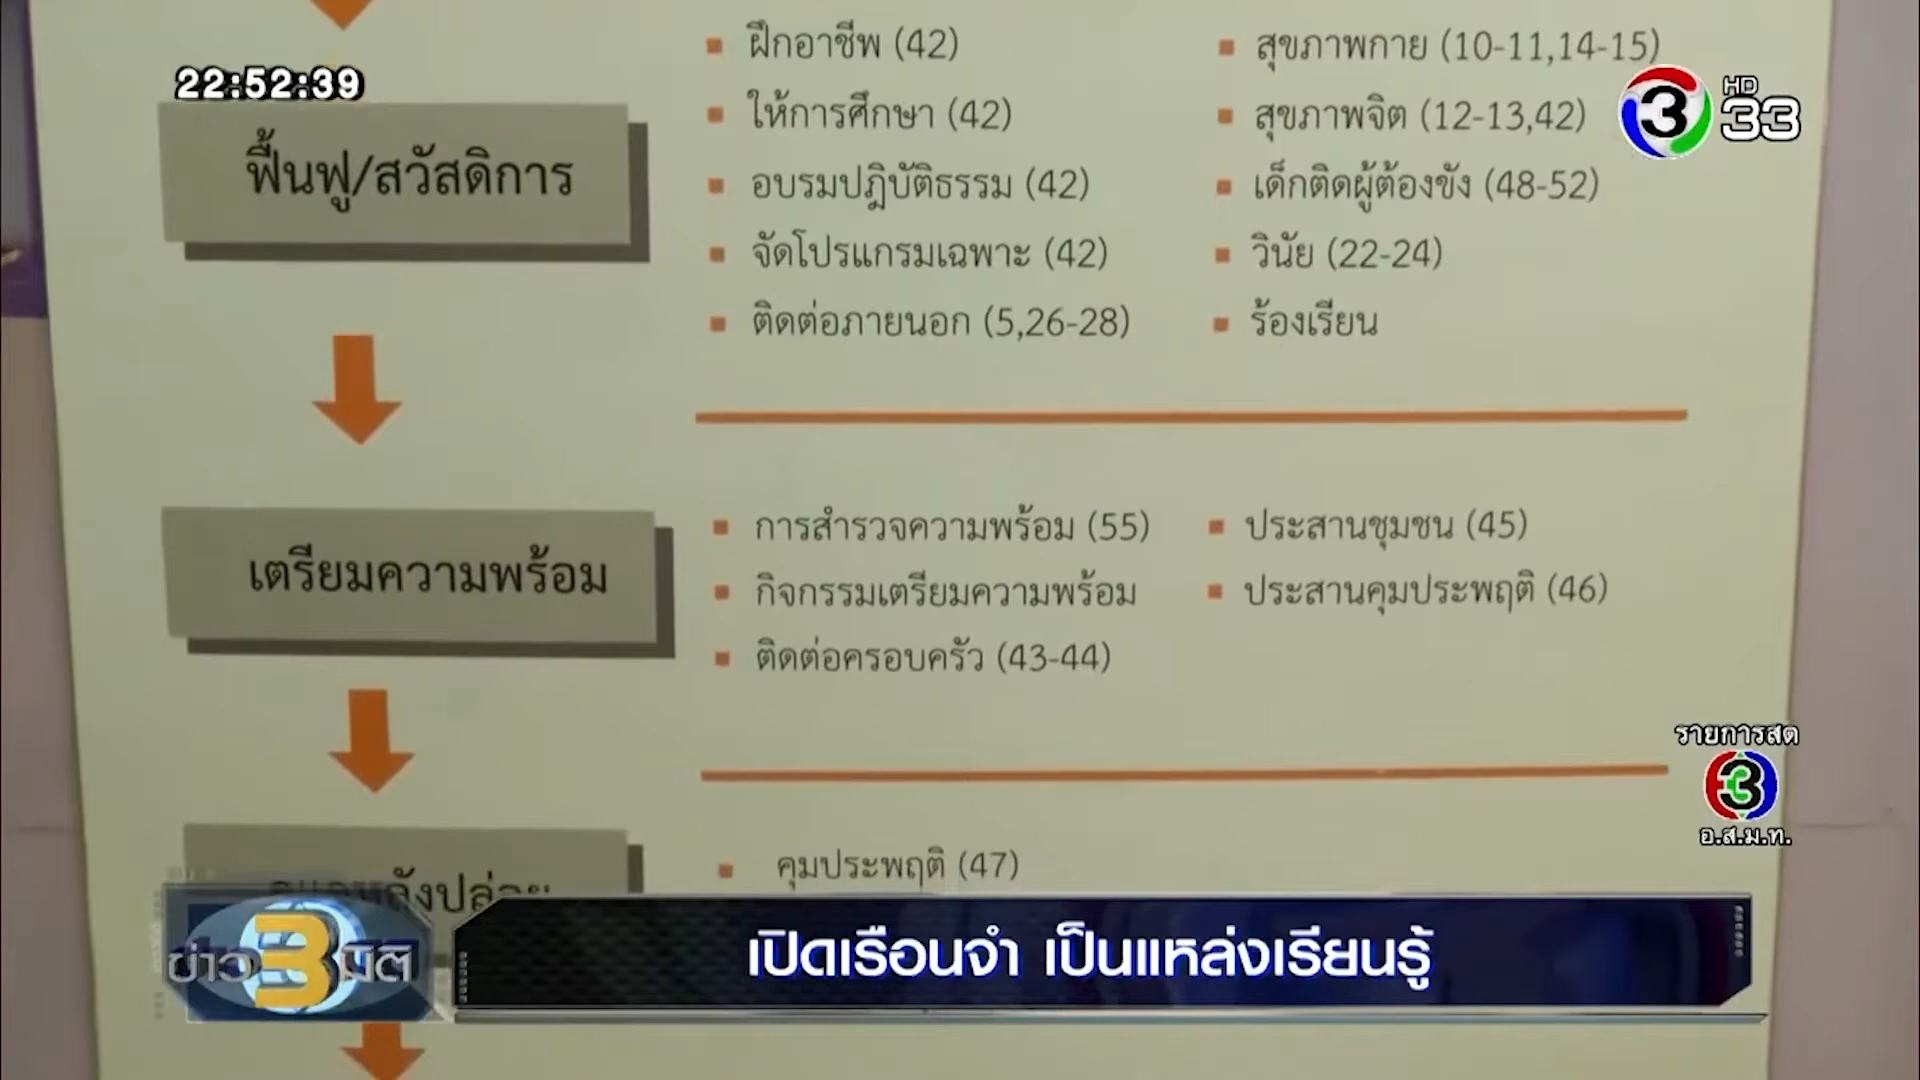 22:52:39
HD
3 33
ฟื้นฟู/สวัสดิการ
ฝึกอาชีพ (42)
ให้การศึกษา (42)
อบรมปฏิบัติธรรม (42)
จัดโปรแกรมเฉพาะ (42)
ติดต่อภายนอก (5,26-28)
สุขภาพกาย (10-11,14-15)
สุขภาพจิต (12-13,42)
เด็กติดผู้ต้องขัง (48-52)
วินัย (22-24)
ร้องเรียน
เตรียมความพร้อม
การสำรวจความพร้อม (55)
กิจกรรมเตรียมความพร้อม
ติดต่อครอบครัว (43-44)
ประสานชุมชน (45)
ประสานคุมประพฤติ (46)
รายการสด
3
อ.ส.ม.ท.
คุมประพฤติ (47)
ข่าว 3 มิติ
เปิดเรือนจำ เป็นแหล่งเรียนรู้